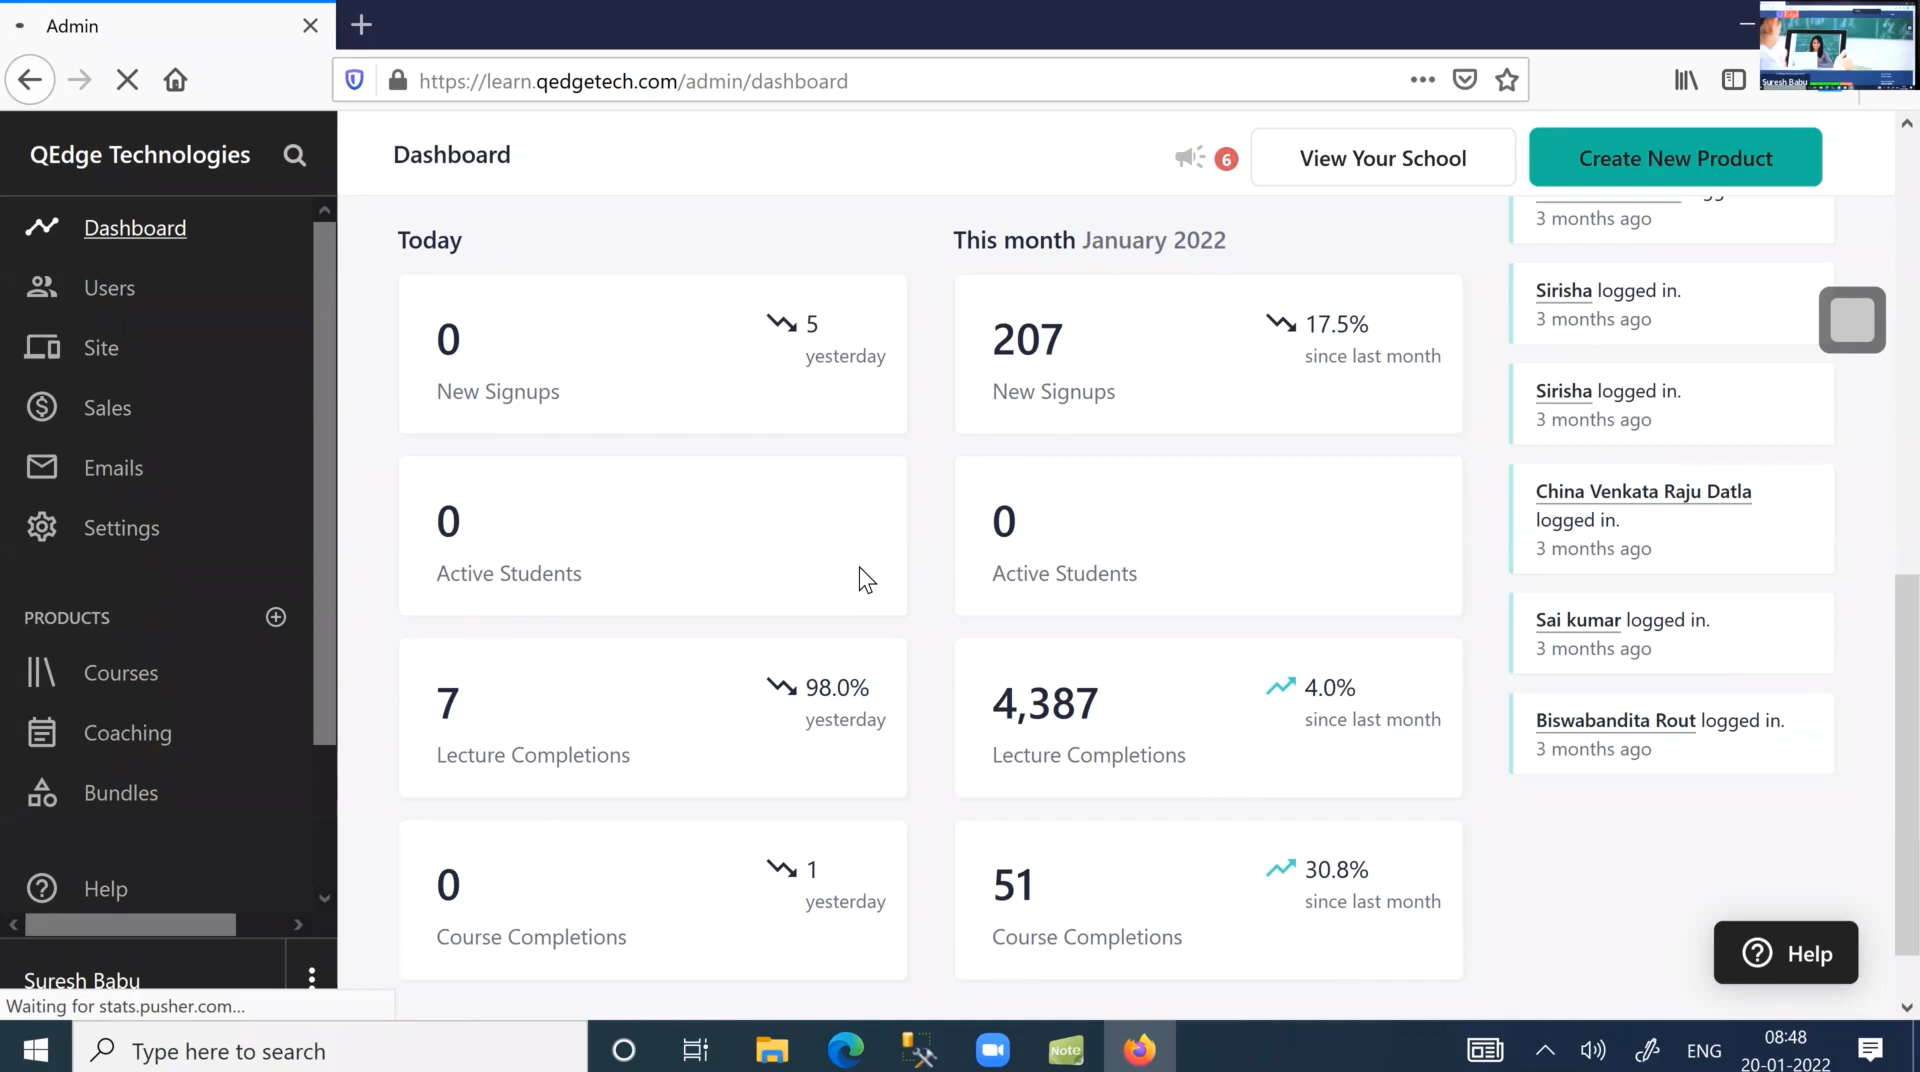 Admin
https://learn.qedgetech.com/admin/dashboard
Suresh Babu
QEdge Technologies
Dashboard
6
View Your School
Create New Product
Dashboard
Users
Site
Sales
Emails
Settings
PRODUCTS
Courses
Coaching
Bundles
Help
Suresh Babu
Waiting for stats.pusher.com...
Today
0
5
yesterday
New Signups
0
Active Students
7
98.0%
yesterday
Lecture Completions
0
1
yesterday
Course Completions
This month January 2022
207
17.5%
since last month
New Signups
0
Active Students
4,387
4.0%
since last month
Lecture Completions
51
30.8%
since last month
Course Completions
3 months ago
Sirisha logged in.
3 months ago
Sirisha logged in.
3 months ago
China Venkata Raju Datla
logged in.
3 months ago
Sai kumar logged in.
3 months ago
Biswabandita Rout logged in.
3 months ago
Help
Type here to search
Note
ENG
08:48
20-01-2022